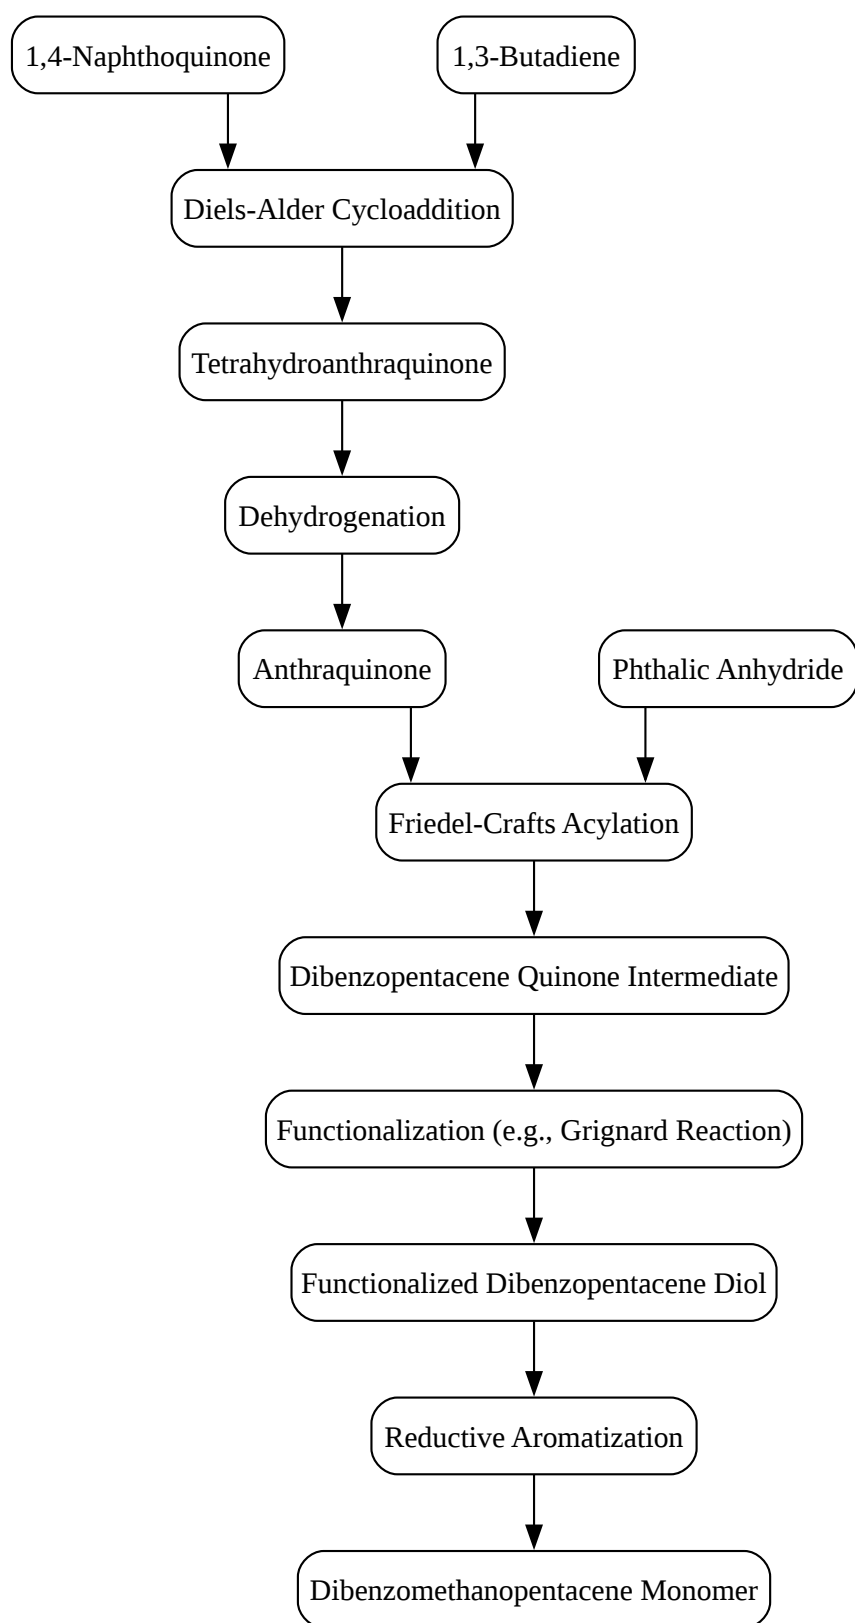 1,4-Naphthoquinone
1,3-Butadiene
Diels-Alder Cycloaddition
Tetrahydroanthraquinone
Dehydrogenation
Anthraquinone
Phthalic Anhydride
Friedel-Crafts Acylation
Dibenzopentacene Quinone Intermediate
Functionalization (e.g., Grignard Reaction)
Functionalized Dibenzopentacene Diol
Reductive Aromatization
Dibenzomethanopentacene Monomer